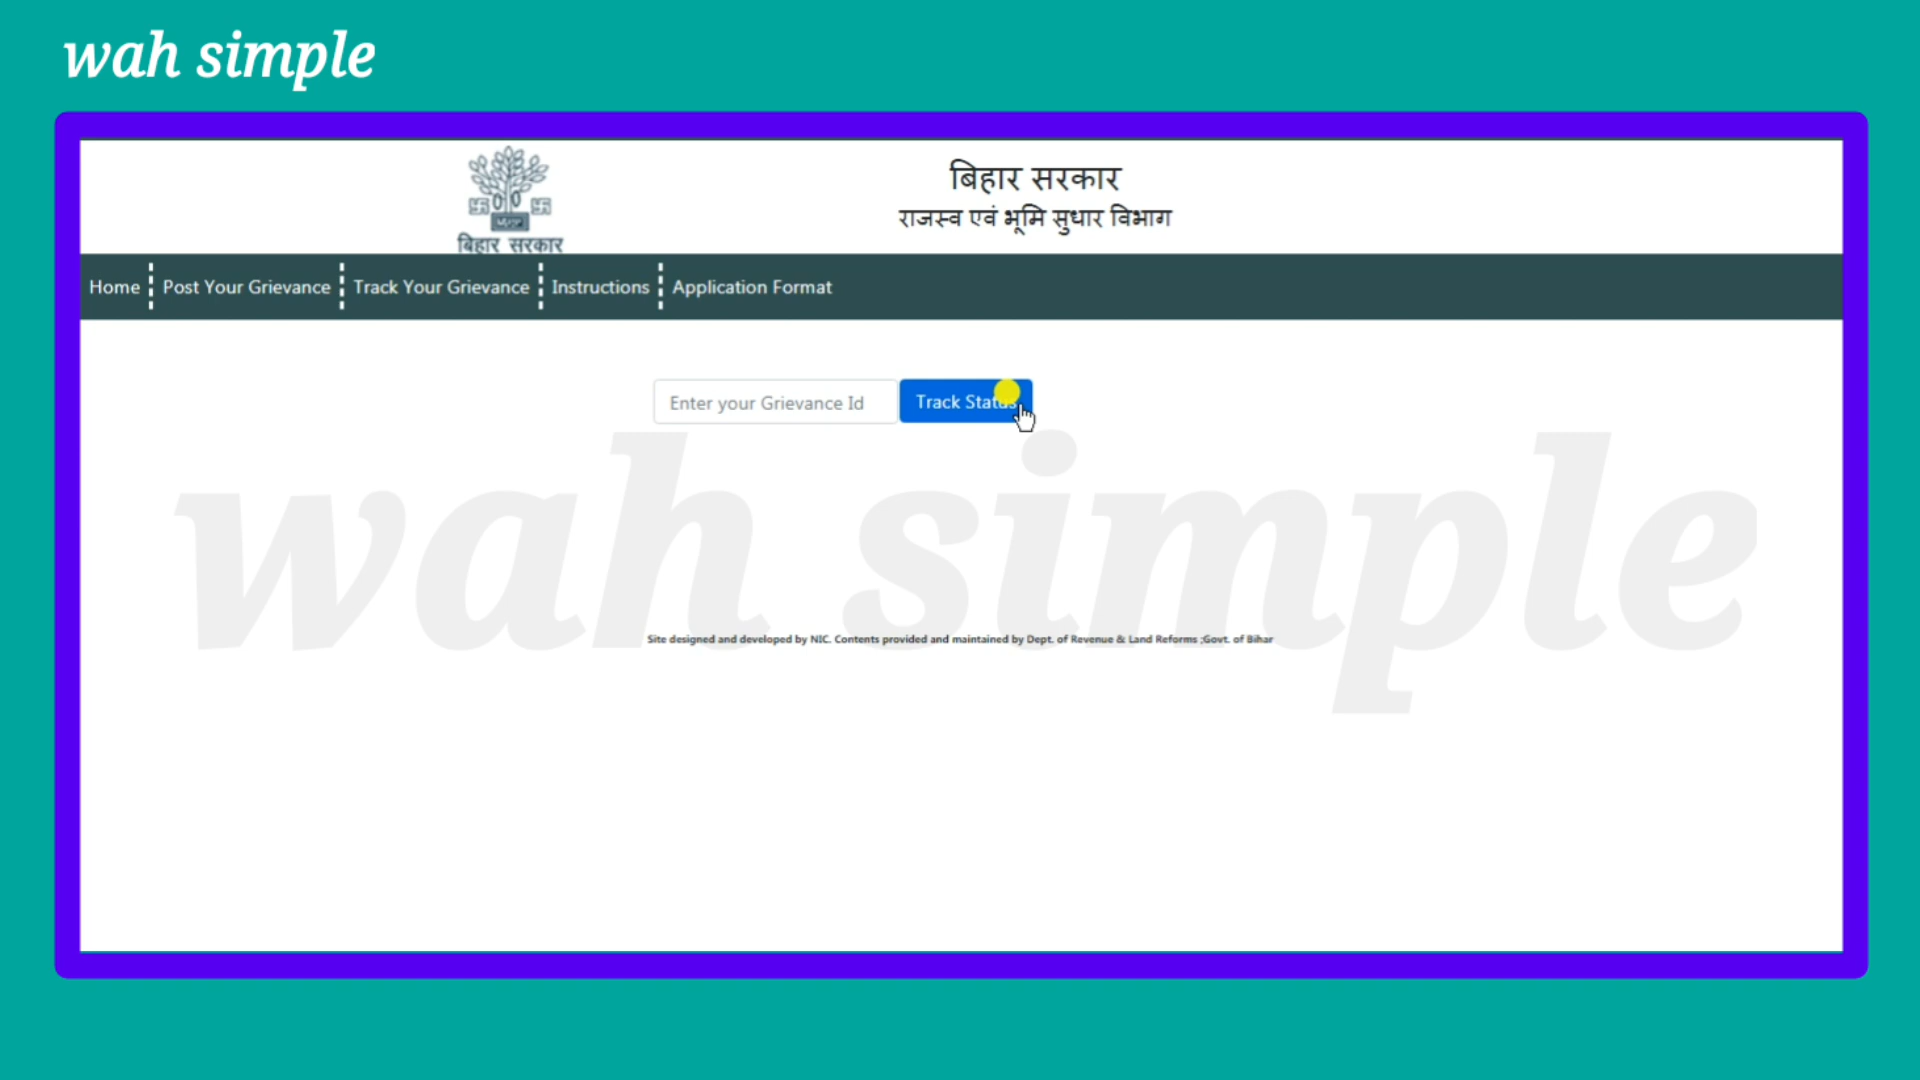 wah simple
बिहार सरकार
बिहार सरकार
राजस्व एवं भूमि सुधार विभाग
Home Post Your Grievance Track Your Grievance Instructions Application Format
Enter your Grievance Id Track Status
wah simple
Site designed and developed by NIC. Contents provided and maintained by Dept. of Revenue & Land Reforms ;Govt. of Bihar